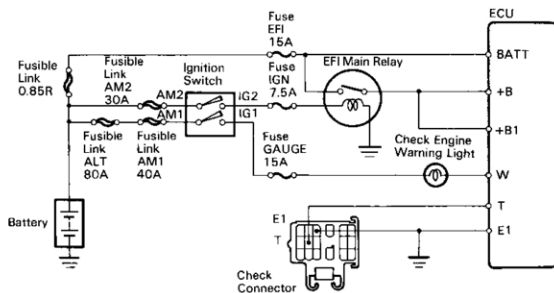 Fuse
EFI
15A
ECU
Fusible
Link
0.85R
Fusible
Link
AM2
30A
Ignition
Switch
Fuse
IGN
7.5A
EFI Main Relay
BATT
AM2
IG2
+B
AM1
IG1
+B1
Fusible
Link
ALT
80A
Fusible
Link
AM1
40A
Fuse
GAUGE
15A
Check Engine
Warning Light
W
Battery
T
E1
E1
T
Check
Connector